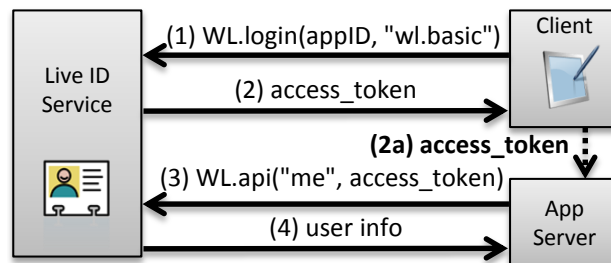 Live ID
Service
(1) WL.login(appID, "wl.basic")
Client
(2) access_token
(2a) access_token
(3) WL.api("me", access_token)
(4) user info
App
Server